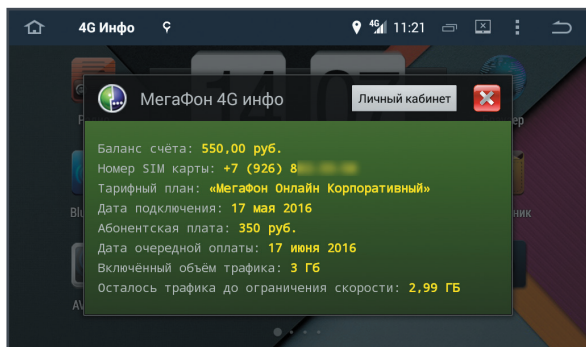 4G Инфо
4G 11:21
МегаФон 4G инфо
Личный кабинет
Баланс счёта: 550,00 руб.
Номер SIM карты: +7 (926) 8
Тарифный план: «МегаФон Онлайн Корпоративный»
Дата подключения: 17 мая 2016
Абонентская плата: 350 руб.
Дата очередной оплаты: 17 июня 2016
Включённый объём трафика: 3 Гб
Осталось трафика до ограничения скорости: 2,99 ГБ